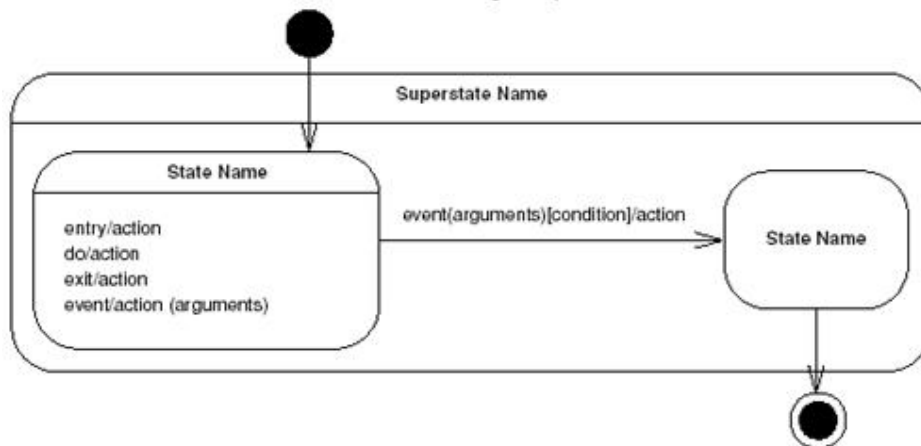 Superstate Name
State Name
entry/action
do/action
exit/action
event/action (arguments)
event(arguments)[condition]/action
State Name